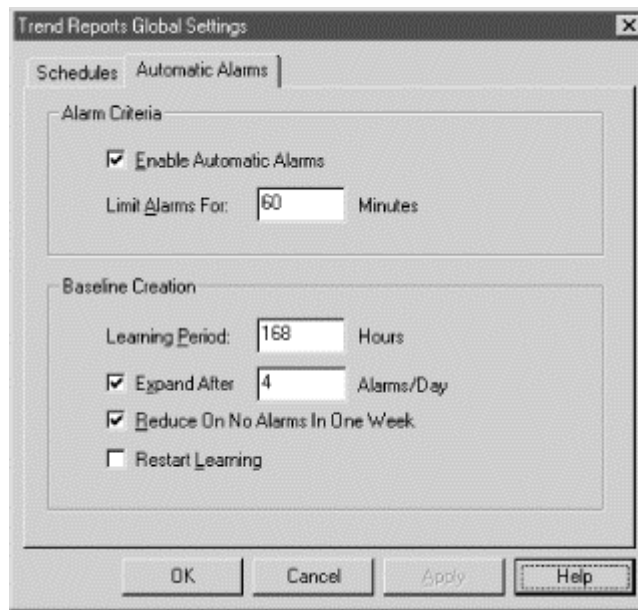 Trend Reports Global Settings
Schedules Automatic Alarms
Alarm Criteria
Enable Automatic Alarms
Limit Alarms For: 60 Minutes
Baseline Creation
Learning Period: 168 Hours
Expand After 4 Alarms/Day
Reduce On No Alarms In One Week
Restart Learning
OK Cancel Apply Help